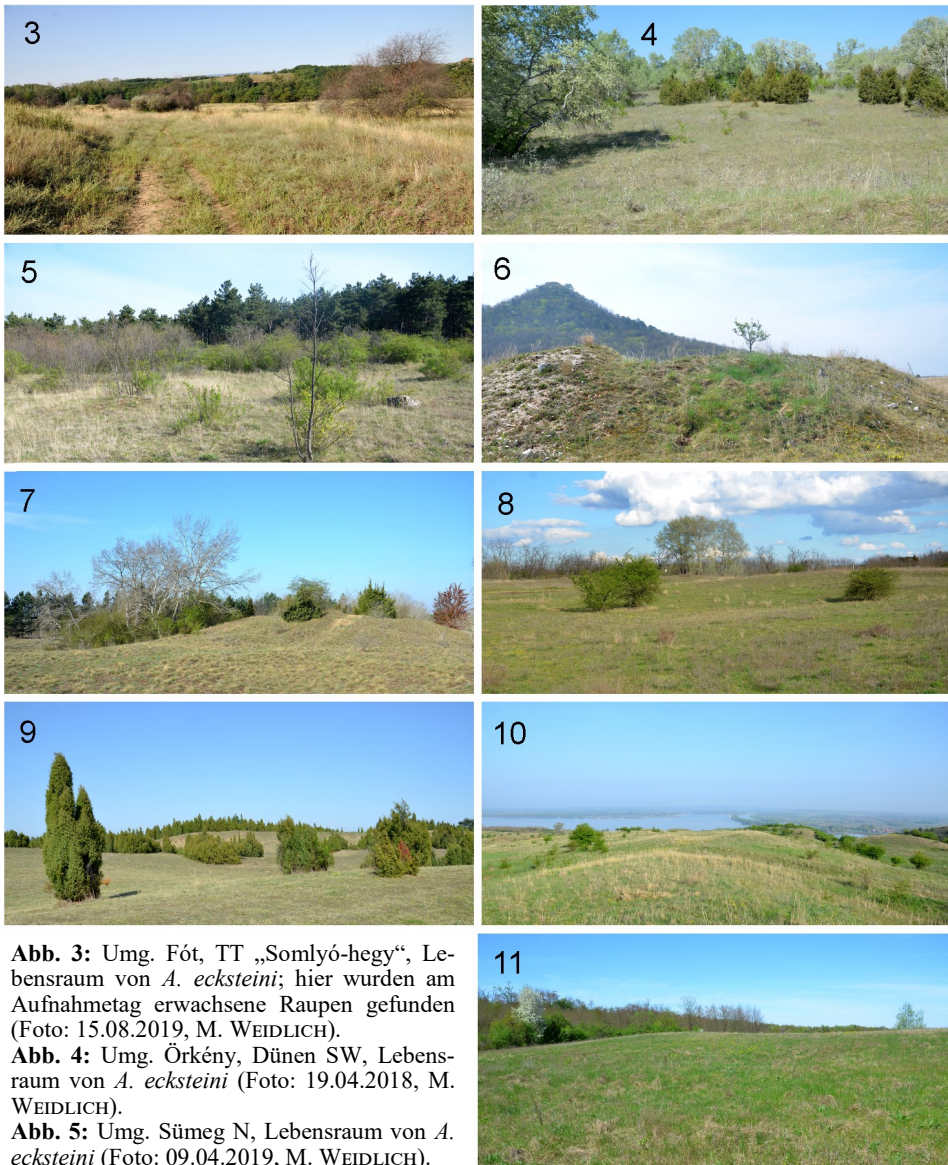 3
4
5
6
7
8
9
10
11
Abb. 3: Umg. Fót, TT „Somlyó-hegy“, Le-
bensraum von A. ecksteini; hier wurden am
Aufnahmetag erwachsene Raupen gefunden
(Foto: 15.08.2019, M. WEIDLICH).
Abb. 4: Umg. Örkény, Dünen SW, Lebens-
raum von A. ecksteini (Foto: 19.04.2018, M.
WEIDLICH).
Abb. 5: Umg. Sümeg N, Lebensraum von A.
ecksteini (Foto: 09.04.2019, M. WEIDLICH).